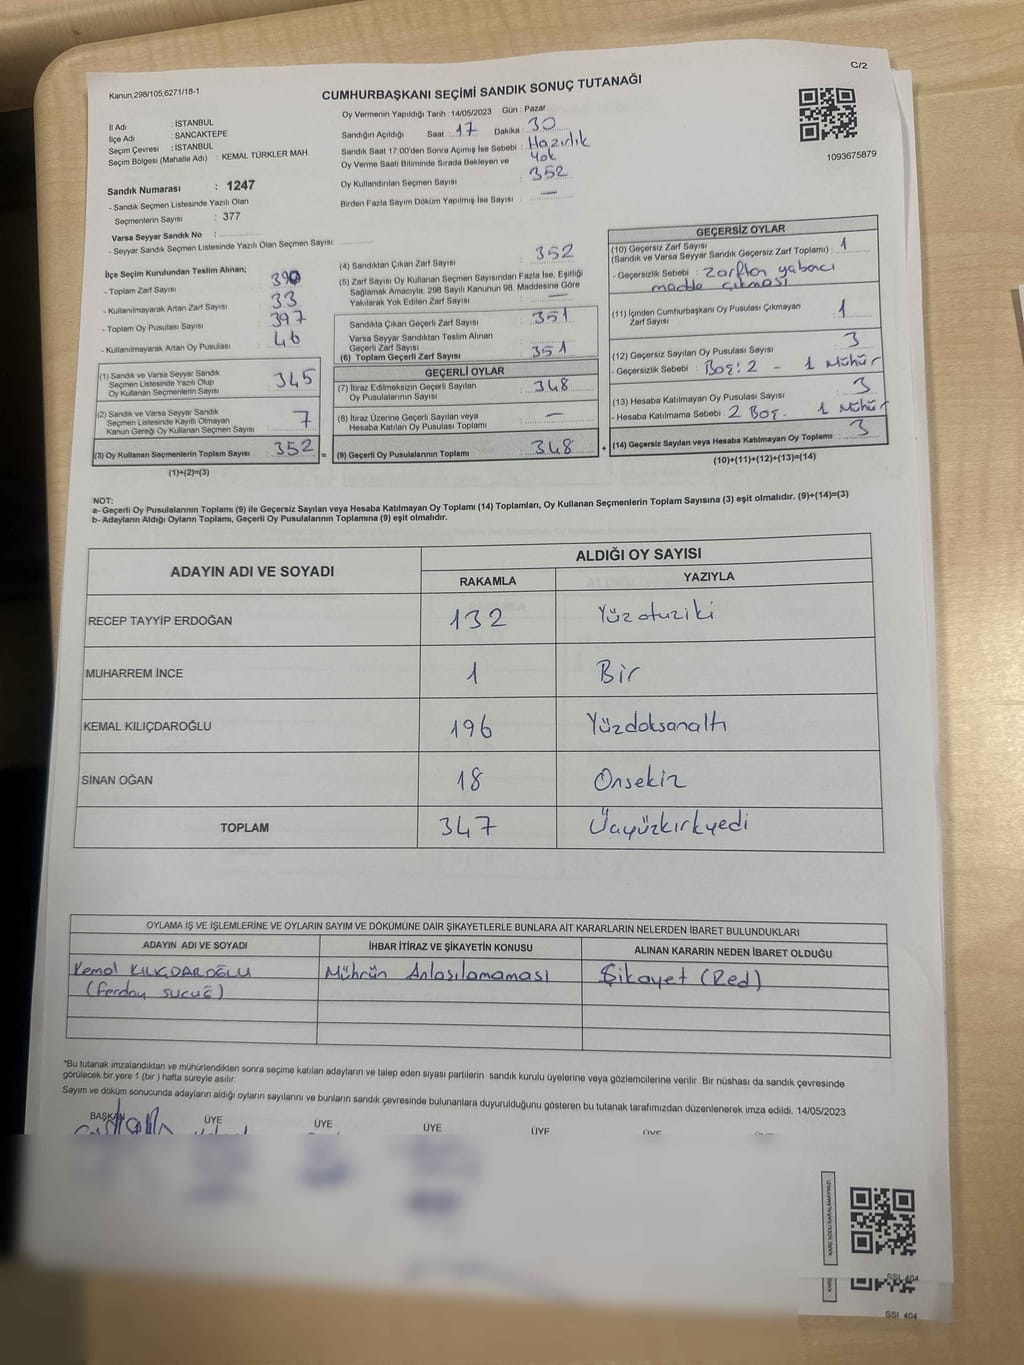 C/2
Kanun,298/105,6271/18-1
CUMHURBAŞKANI SEÇİMİ SANDIK SONUÇ TUTANAĞI
İl Adı : İSTANBUL
İlçe Adı : SANCAKTEPE
Seçim Çevresi : İSTANBUL
Seçim Bölgesi (Mahalle Adı) : KEMAL TÜRKLER MAH.
Sandık Numarası : 1247
- Sandık Seçmen Listesinde Yazılı Olan
Seçmenlerin Sayısı : 377
Varsa Seyyar Sandık No :
- Seyyar Sandık Seçmen Listesinde Yazılı Olan Seçmen Sayısı:
Oy Vermenin Yapıldığı Tarih : 14/05/2023 Gün : Pazar
Sandığın Açıldığı Saat : 17 Dakika : 30
Sandık Saat 17:00'den Sonra Açımış İse Sebebi : Hazırlık
Oy Verme Saati Bitiminde Sırada Bekleyen ve Yok
Oy Kullandırılan Seçmen Sayısı : 352
Birden Fazla Sayım Döküm Yapılmış İse Sayısı : —
1093675879
İlçe Seçim Kurulundan Teslim Alınan;
- Toplam Zarf Sayısı : 390
- Kullanılmayarak Artan Zarf Sayısı : 33
- Toplam Oy Pusulası Sayısı : 397
- Kullanılmayarak Artan Oy Pusulası : 46
(1) Sandık ve Varsa Seyyar Sandık
Seçmen Listesinde Yazılı Olup
Oy Kullanan Seçmenlerin Sayısı : 345
(2) Sandık ve Varsa Seyyar Sandık
Seçmen Listesinde Kayıtlı Olmayan
Kanun Gereği Oy Kullanan Seçmen Sayısı : 7
(3) Oy Kullanan Seçmenlerin Toplam Sayısı : 352 =
(1)+(2)=(3)
(4) Sandıktan Çıkan Zarf Sayısı : 352
(5) Zarf Sayısı Oy Kullanan Seçmen Sayısından Fazla İse, Eşitliği
Sağlamak Amacıyla, 298 Sayılı Kanunun 98. Maddesine Göre
Yakılarak Yok Edilen Zarf Sayısı : —
Sandıkta Çıkan Geçerli Zarf Sayısı : 351
Varsa Seyyar Sandıktan Teslim Alınan
Geçerli Zarf Sayısı :
(6) Toplam Geçerli Zarf Sayısı : 351
GEÇERLİ OYLAR
(7) İtiraz Edilmeksizin Geçerli Sayılan
Oy Pusulalarının Sayısı : 348
(8) İtiraz Üzerine Geçerli Sayılan veya
Hesaba Katılan Oy Pusulası Toplamı : —
(9) Geçerli Oy Pusulalarının Toplamı : 348 +
GEÇERSİZ OYLAR
(10) Geçersiz Zarf Sayısı
(Sandık ve Varsa Seyyar Sandık Geçersiz Zarf Toplamı) : 1
- Geçersizlik Sebebi : Zarftan yabancı
madde çıkması
(11) İçinden Cumhurbaşkanı Oy Pusulası Çıkmayan
Zarf Sayısı : 1
(12) Geçersiz Sayılan Oy Pusulası Sayısı : 3
- Geçersizlik Sebebi : Boş: 2 - 1 Mühür
(13) Hesaba Katılmayan Oy Pusulası Sayısı : 3
- Hesaba Katılmama Sebebi : 2 Boş. 1 Mühür
(14) Geçersiz Sayılan veya Hesaba Katılmayan Oy Toplamı : 3
(10)+(11)+(12)+(13)=(14)
NOT:
a- Geçerli Oy Pusulalarının Toplamı (9) ile Geçersiz Sayılan veya Hesaba Katılmayan Oy Toplamı (14) Toplamları, Oy Kullanan Seçmenlerin Toplam Sayısına (3) eşit olmalıdır. (9)+(14)=(3)
b- Adayların Aldığı Oyların Toplamı, Geçerli Oy Pusulalarının Toplamına (9) eşit olmalıdır.
ADAYIN ADI VE SOYADI ALDIĞI OY SAYISI
RAKAMLA YAZIYLA
RECEP TAYYİP ERDOĞAN 132 Yüzotuziki
MUHARREM İNCE 1 Bir
KEMAL KILIÇDAROĞLU 196 Yüzdoksanaltı
SİNAN OĞAN 18 Onsekiz
TOPLAM 347 Üçyüzkırkyedi
OYLAMA İŞ VE İŞLEMLERİNE VE OYLARIN SAYIM VE DÖKÜMÜNE DAİR ŞİKAYETLERLE BUNLARA AİT KARARLARIN NELERDEN İBARET BULUNDUKLARI
ADAYIN ADI VE SOYADI İHBAR İTİRAZ VE ŞİKAYETİN KONUSU ALINAN KARARIN NEDEN İBARET OLDUĞU
Kemal KILIÇDAROĞLU Mührün Anlaşılamaması Şikayet (Red)
(Ferday
*Bu tutanak imzalandıktan ve mühürlendikten sonra seçime katılan adayların ve talep eden siyasi partilerin sandık kurulu üyelerine veya gözlemcilerine verilir .Bir nüshası da sandık çevresinde
görülecek bir yere 1 (bir ) hafta süreyle asılır.
Sayım ve döküm sonucunda adayların aldığı oyların sayılarını ve bunların sandık çevresinde bulunanlara duyurulduğunu gösteren bu tutanak tarafımızdan düzenlenerek imza edildi. 14/05/2023
BAŞKAN ÜYE ÜYE ÜYE ÜYE
KARE KODU KARALAMAYINIZ!
SSI 404
SSI 404